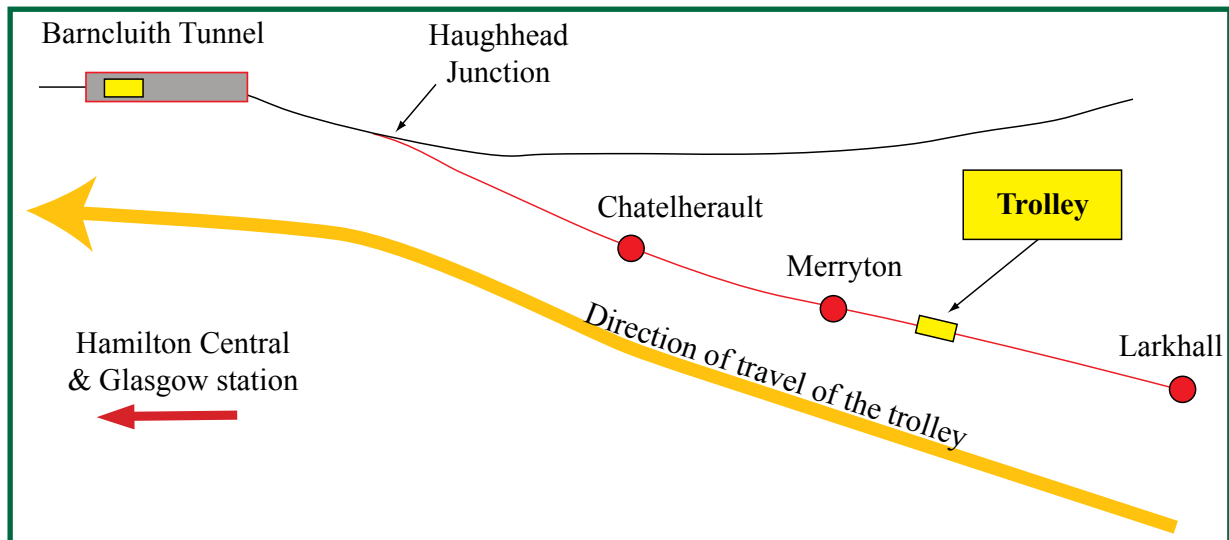 Barncluith Tunnel
Haughhead
Junction
Trolley
Chatelherault
Merryton
Larkhall
Direction of travel of the trolley
Hamilton Central
& Glasgow station